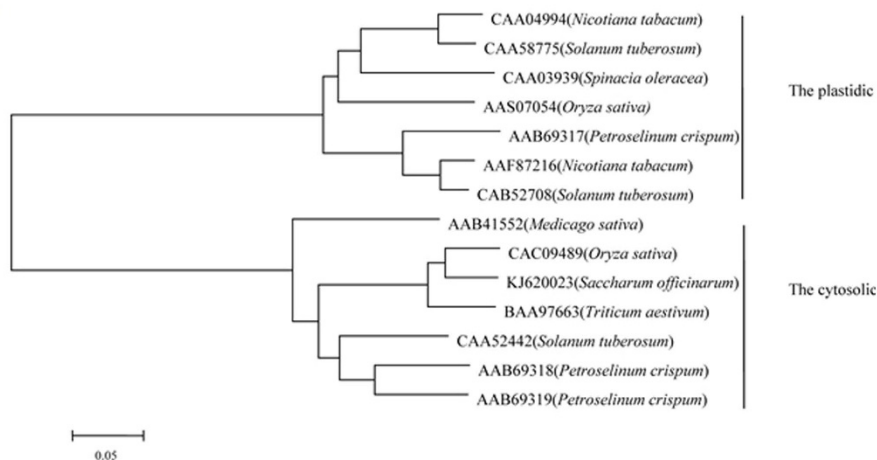 CAA04994(Nicotiana tabacum)
CAA58775(Solanum tuberosum)
CAA03939(Spinacia oleracea)
The plastidic
AAS07054(Oryza sativa)
AAB69317(Petroselinum crispum)
AAF87216(Nicotiana tabacum)
CAB52708(Solanum tuberosum)
AAB41552(Medicago sativa)
CAC09489(Oryza sativa)
KJ620023(Saccharum officinarum)
The cytosolic
BAA97663(Triticum aestivum)
CAA52442(Solanum tuberosum)
AAB69318(Petroselinum crispum)
AAB69319(Petroselinum crispum)
0.05